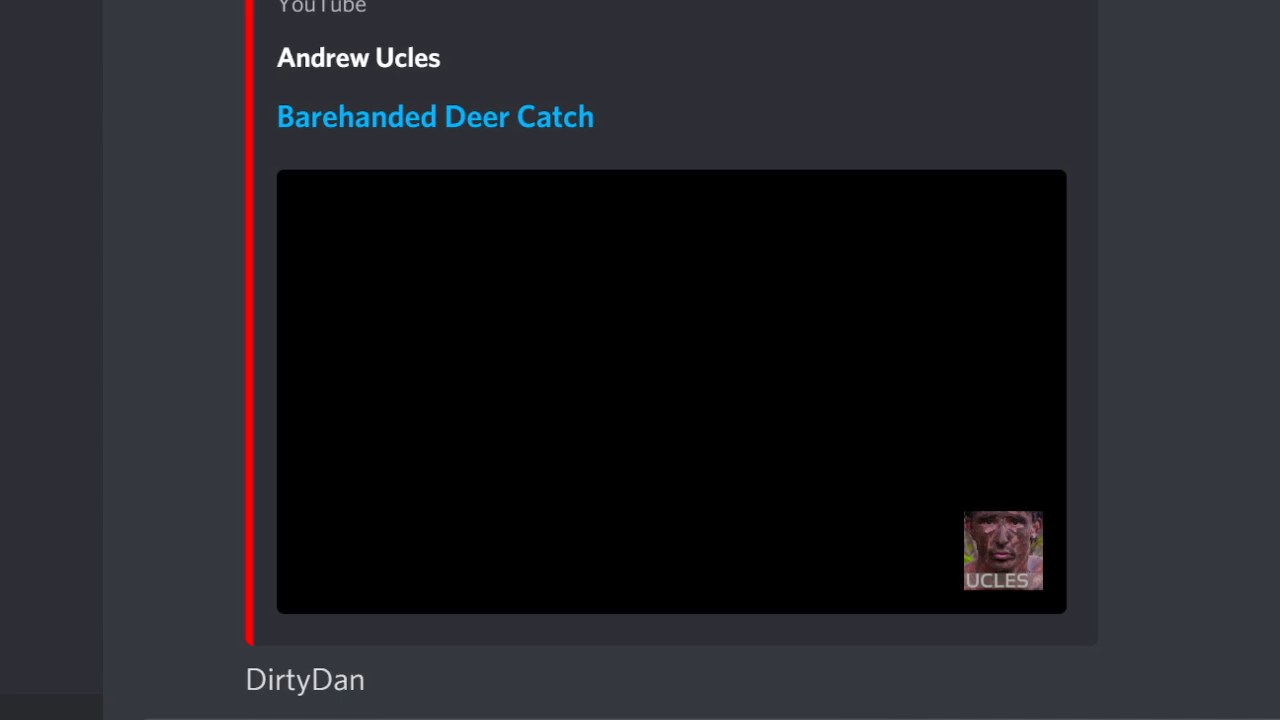 YouTube
Andrew Ucles
Barehanded Deer Catch
UCLES
DirtyDan